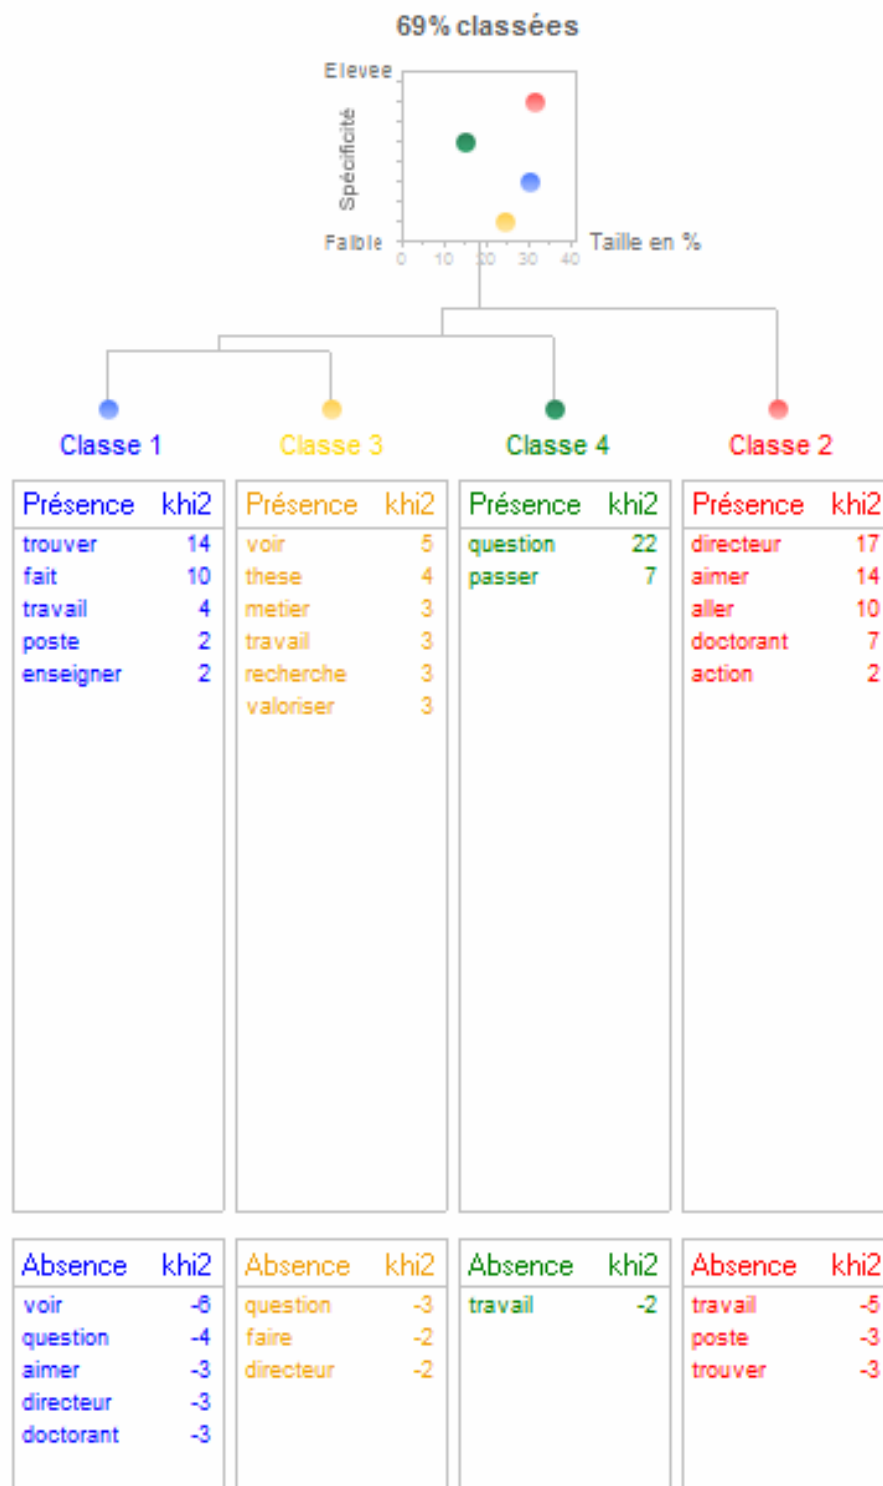 69% classées
Elevee
Spécificité
Faible
Taille en %
0 10 20 30 40
Classe 1 Classe 3 Classe 4 Classe 2
Présence khi2 Présence khi2 Présence khi2 Présence khi2
trouver 14 voir 5 question 22 directeur 17
fait 10 these 4 passer 7 aimer 14
travail 4 metier 3 aller 10
poste 2 travail 3 doctorant 7
enseigner 2 recherche 3 action 2
valoriser 3
Absence khi2 Absence khi2 Absence khi2 Absence khi2
voir -6 question -3 travail -2 travail -5
question -4 faire -2 poste -3
aimer -3 directeur -2 trouver -3
directeur -3
doctorant -3